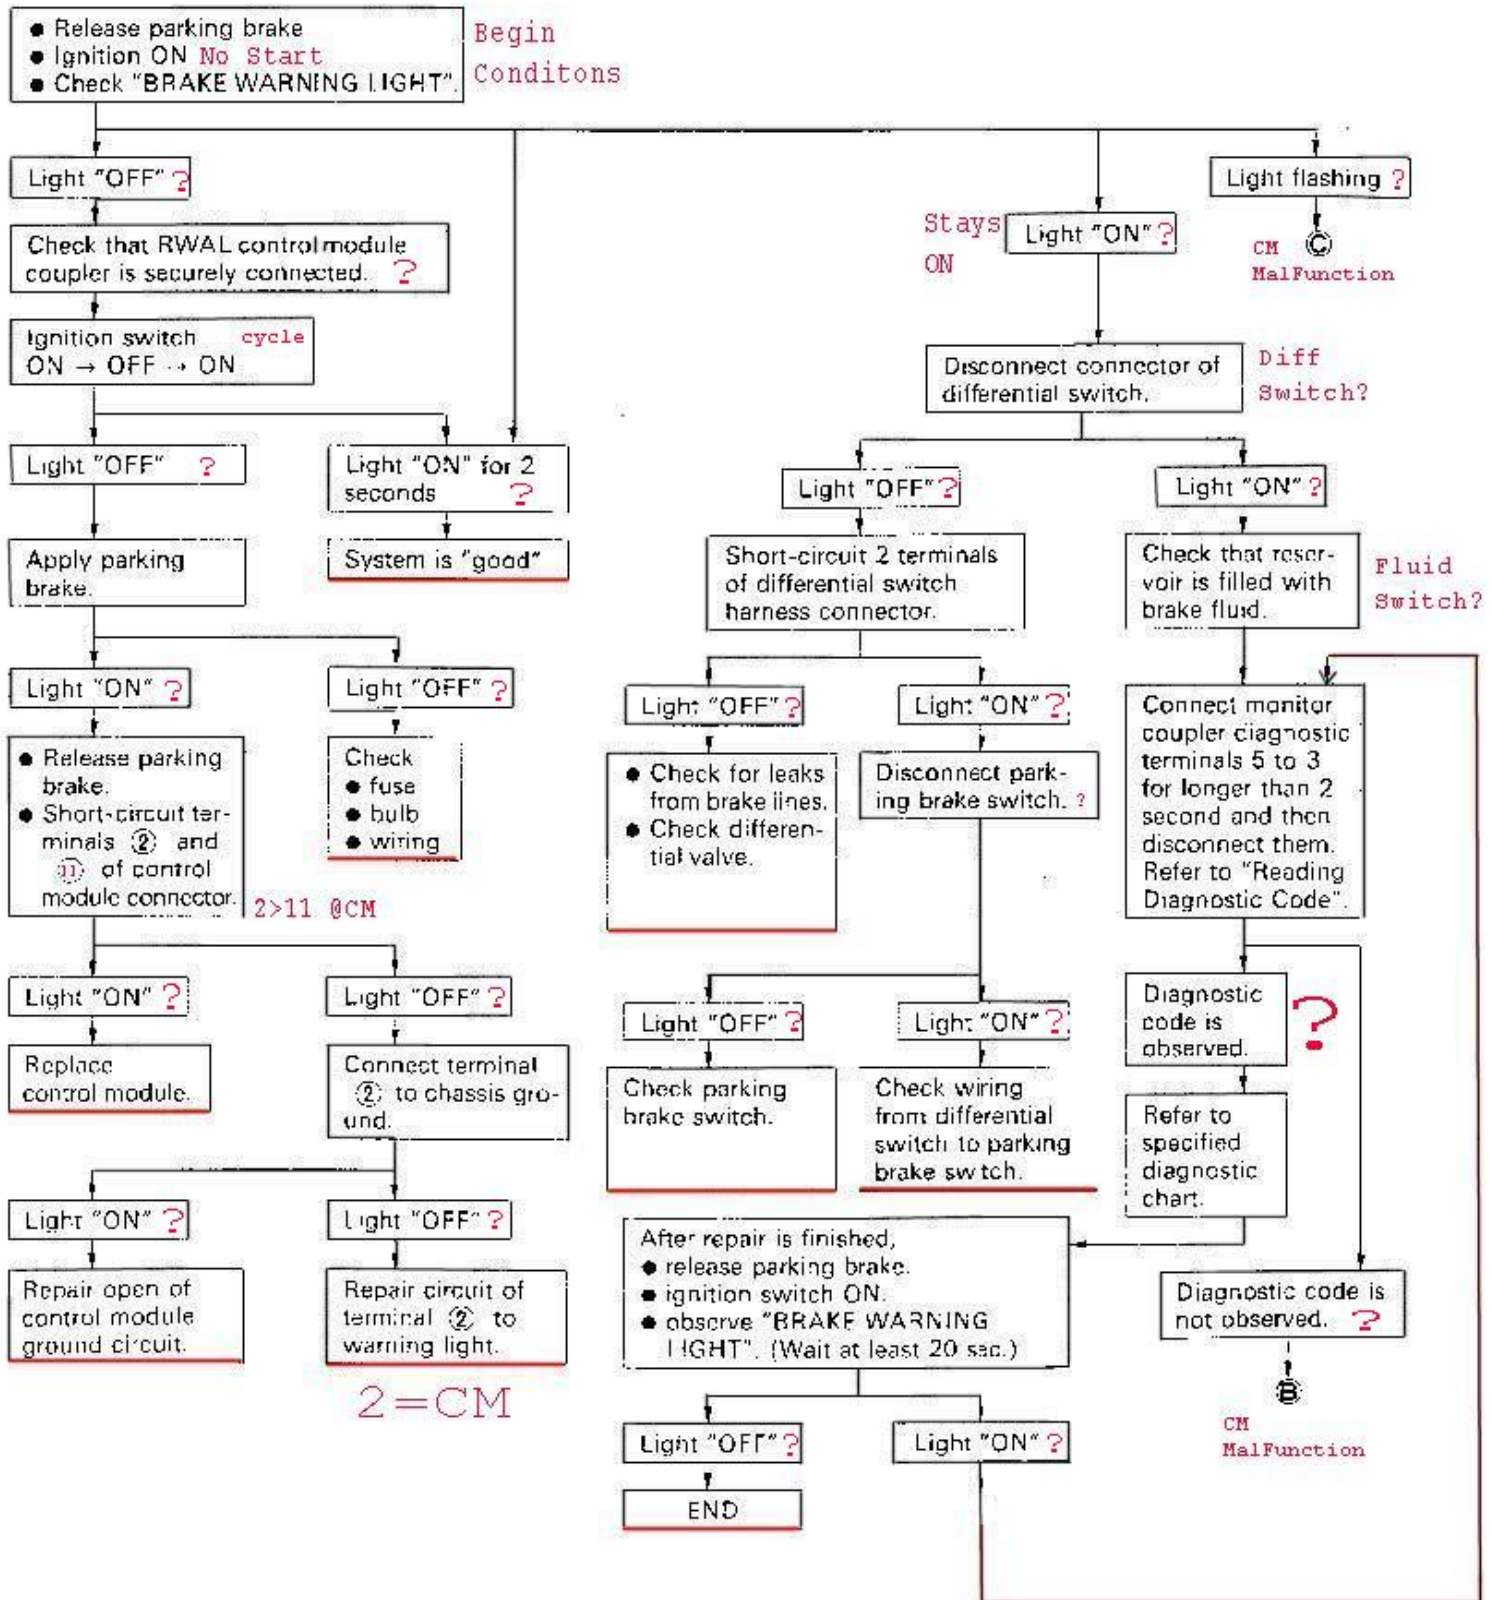 ● Release parking brake
● Ignition ON No Start
● Check "BRAKE WARNING LIGHT".
Begin
Conditons
Light "OFF" ?
Check that RWAL control module
coupler is securely connected. ?
Ignition switch cycle
ON → OFF → ON
Light "OFF" ?
Light "ON" for 2
seconds ?
Apply parking
brake.
System is "good"
Light "ON" ?
Light "OFF" ?
● Release parking
brake.
● Short-circuit ter-
minals ② and
⑪ of control
module connector.
2>11 @CM
Check
● fuse
● bulb
● wiring
Light "ON" ?
Light "OFF" ?
Replace
control module.
Connect terminal
② to chassis gro-
und.
Light "ON" ?
Light "OFF" ?
Repair open of
control module
ground circuit.
Repair circuit of
terminal ② to
warning light.
2=CM
Stays
ON
Light "ON" ?
Light flashing ?
C
CM
MalFunction
Disconnect connector of
differential switch.
Diff
Switch?
Light "OFF" ?
Light "ON" ?
Short-circuit 2 terminals
of differential switch
harness connector.
Check that reser-
voir is filled with
brake fluid.
Fluid
Switch?
Light "OFF" ?
Light "ON" ?
● Check for leaks
from brake lines.
● Check differen-
tial valve.
Disconnect park-
ing brake switch. ?
Connect monitor
coupler diagnostic
terminals 5 to 3
for longer than 2
second and then
disconnect them.
Refer to "Reading
Diagnostic Code".
Light "OFF" ?
Light "ON" ?
Diagnostic
code is
observed.
?
Check parking
brake switch.
Check wiring
from differential
switch to parking
brake switch.
Refer to
specified
diagnostic
chart.
After repair is finished,
● release parking brake.
● ignition switch ON.
● observe "BRAKE WARNING
LIGHT". (Wait at least 20 sec.)
Diagnostic code is
not observed. ?
B
CM
MalFunction
Light "OFF" ?
Light "ON" ?
END